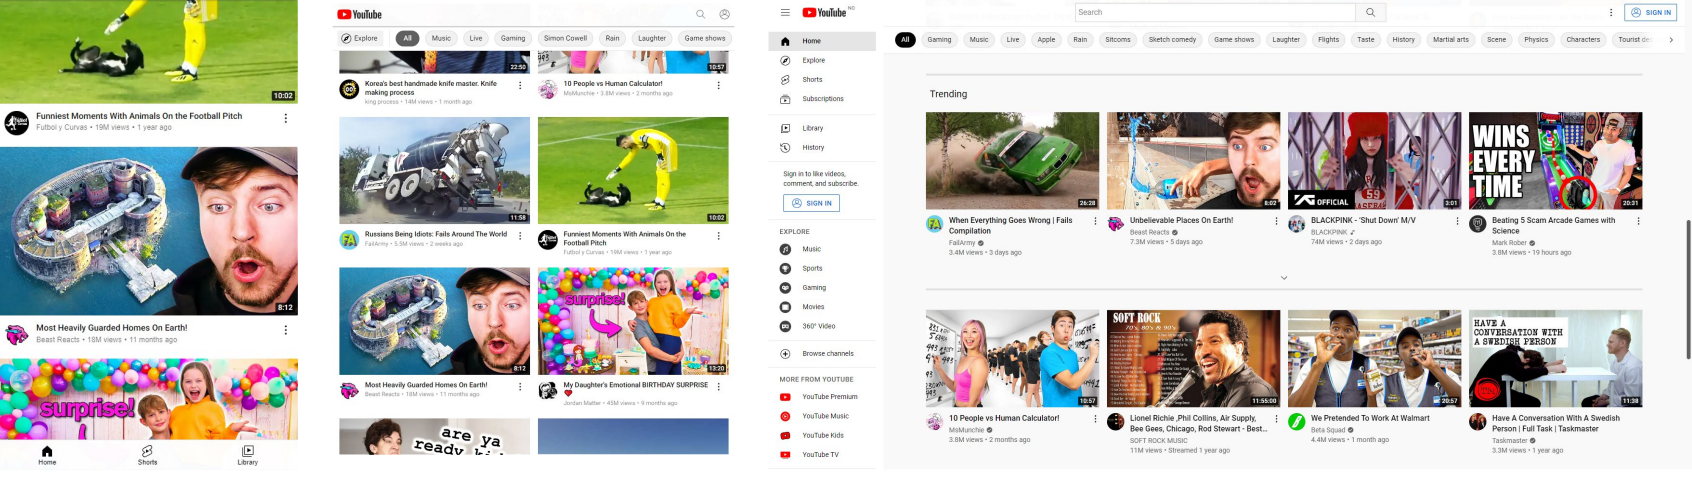 10:02
Funniest Moments With Animals On the Football Pitch
Futbol y Curvas • 19M views • 1 year ago
8:12
Most Heavily Guarded Homes On Earth!
Beast Reacts • 18M views • 11 months ago
surprise!
Home
Shorts
Library
YouTube
Explore
All
Music
Live
Gaming
Simon Cowell
Rain
Laughter
Game shows
22:50
10:57
Korea's best handmade knife master. Knife
making process
king process • 14M views • 1 month ago
10 People vs Human Calculator!
MsMunchie • 3.8M views • 2 months ago
11:58
10:02
Russians Being Idiots: Fails Around The World
FailArmy • 5.5M views • 2 weeks ago
Funniest Moments With Animals On the
Football Pitch
Futbol y Curvas • 19M views • 1 year ago
8:12
surprise!
13:20
Most Heavily Guarded Homes On Earth!
Beast Reacts • 18M views • 11 months ago
My Daughter's Emotional BIRTHDAY SURPRISE
Jordan Matter • 45M views • 9 months ago
are ya
ready
YouTube NO
Home
Explore
Shorts
Subscriptions
Library
History
Sign in to like videos,
comment, and subscribe.
SIGN IN
EXPLORE
Music
Sports
Gaming
Movies
360° Video
Browse channels
MORE FROM YOUTUBE
YouTube Premium
YouTube Music
YouTube Kids
YouTube TV
Search
SIGN IN
All
Gaming
Music
Live
Apple
Rain
Sitcoms
Sketch comedy
Game shows
Laughter
Flights
Taste
History
Martial arts
Scene
Physics
Characters
Tourist de
Trending
26:28
8:02
YG OFFICIAL
3:01
WINS
EVERY
TIME
20:31
When Everything Goes Wrong | Fails
Compilation
FailArmy
3.4M views • 3 days ago
Unbelievable Places On Earth!
Beast Reacts
7.3M views • 5 days ago
BLACKPINK - 'Shut Down' M/V
BLACKPINK
74M views • 2 days ago
Beating 5 Scam Arcade Games with
Science
Mark Rober
3.8M views • 19 hours ago
10:57
SOFT ROCK
70's, 80's & 90's
11:55:00
20:57
HAVE A
CONVERSATION WITH
A SWEDISH PERSON
11:38
10 People vs Human Calculator!
MsMunchie
3.8M views • 2 months ago
Lionel Richie ,Phil Collins, Air Supply,
Bee Gees, Chicago, Rod Stewart - Best...
SOFT ROCK MUSIC
11M views • Streamed 1 year ago
We Pretended To Work At Walmart
Beta Squad
4.4M views • 1 month ago
Have A Conversation With A Swedish
Person | Full Task | Taskmaster
Taskmaster
3.3M views • 1 year ago